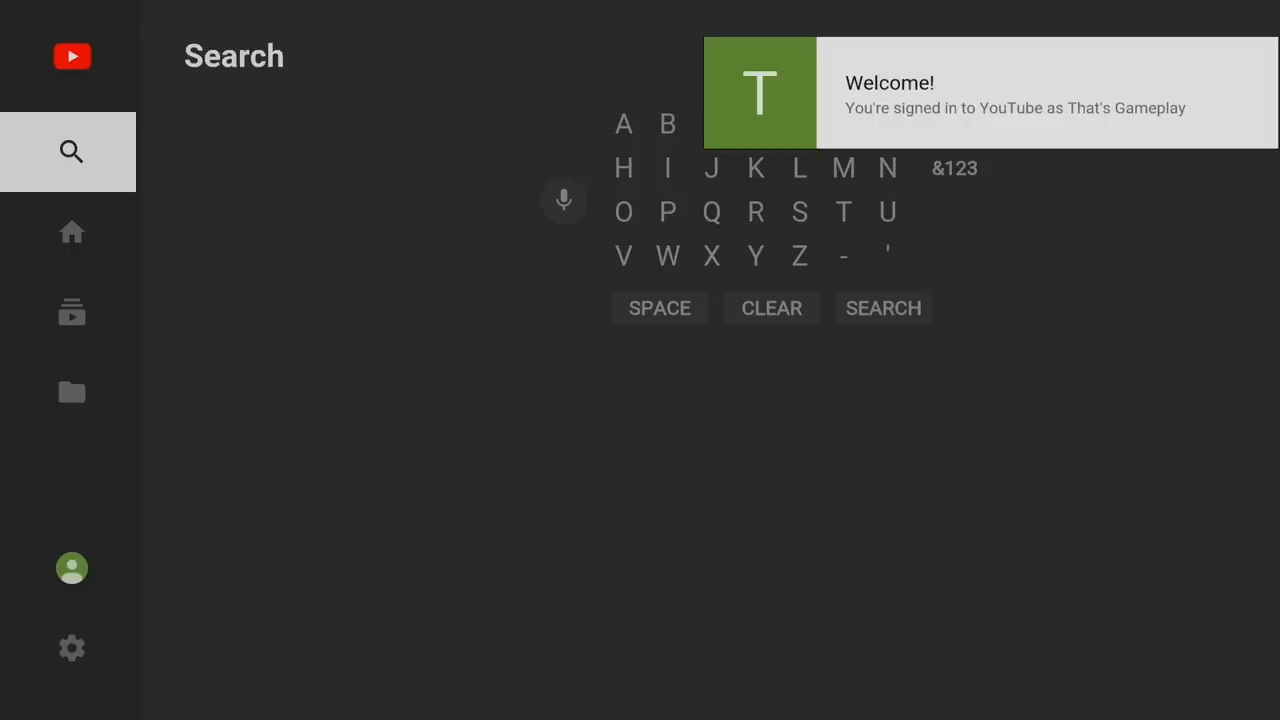 Search
T
Welcome!
You're signed in to YouTube as That's Gameplay
A B
H I J K L M N &123
O P Q R S T U
V W X Y Z - '
SPACE CLEAR SEARCH